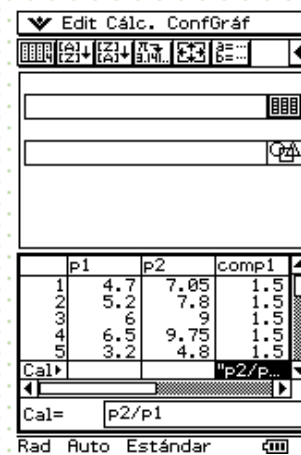 Edit Cálc. ConfGráf
p1 p2 comp1
1 4.7 7.05 1.5
2 5.2 7.8 1.5
3 6 9 1.5
4 6.5 9.75 1.5
5 3.2 4.8 1.5
Cal▸ "p2/p...
Cal= p2/p1
Rad Auto Estándar